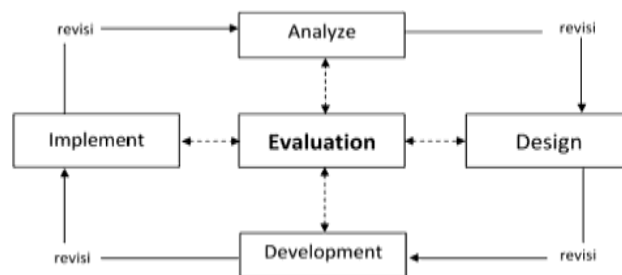 revisi
Analyze
revisi
Implement
Evaluation
Design
revisi
Development
revisi